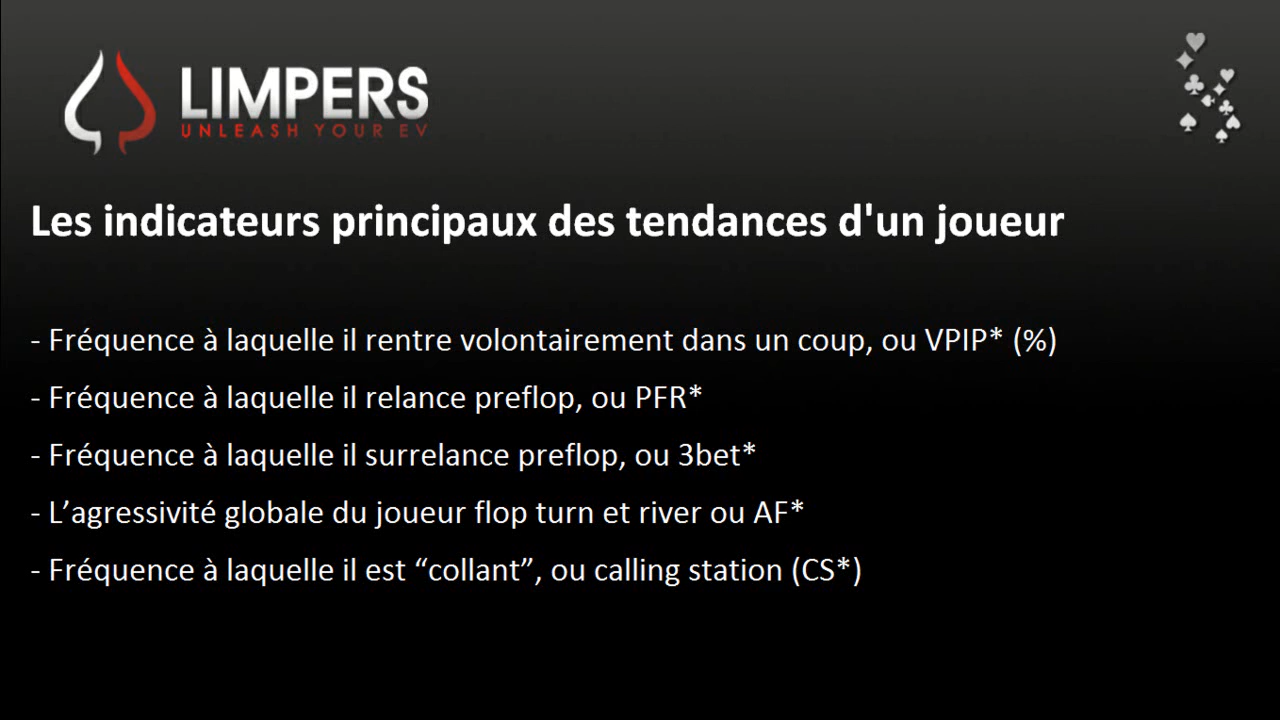 LIMPERS
UNLEASH YOUR EV
Les indicateurs principaux des tendances d'un joueur
- Fréquence à laquelle il rentre volontairement dans un coup, ou VPIP* (%)
- Fréquence à laquelle il relance preflop, ou PFR*
- Fréquence à laquelle il surrelance preflop, ou 3bet*
- L’agressivité globale du joueur flop turn et river ou AF*
- Fréquence à laquelle il est “collant”, ou calling station (CS*)